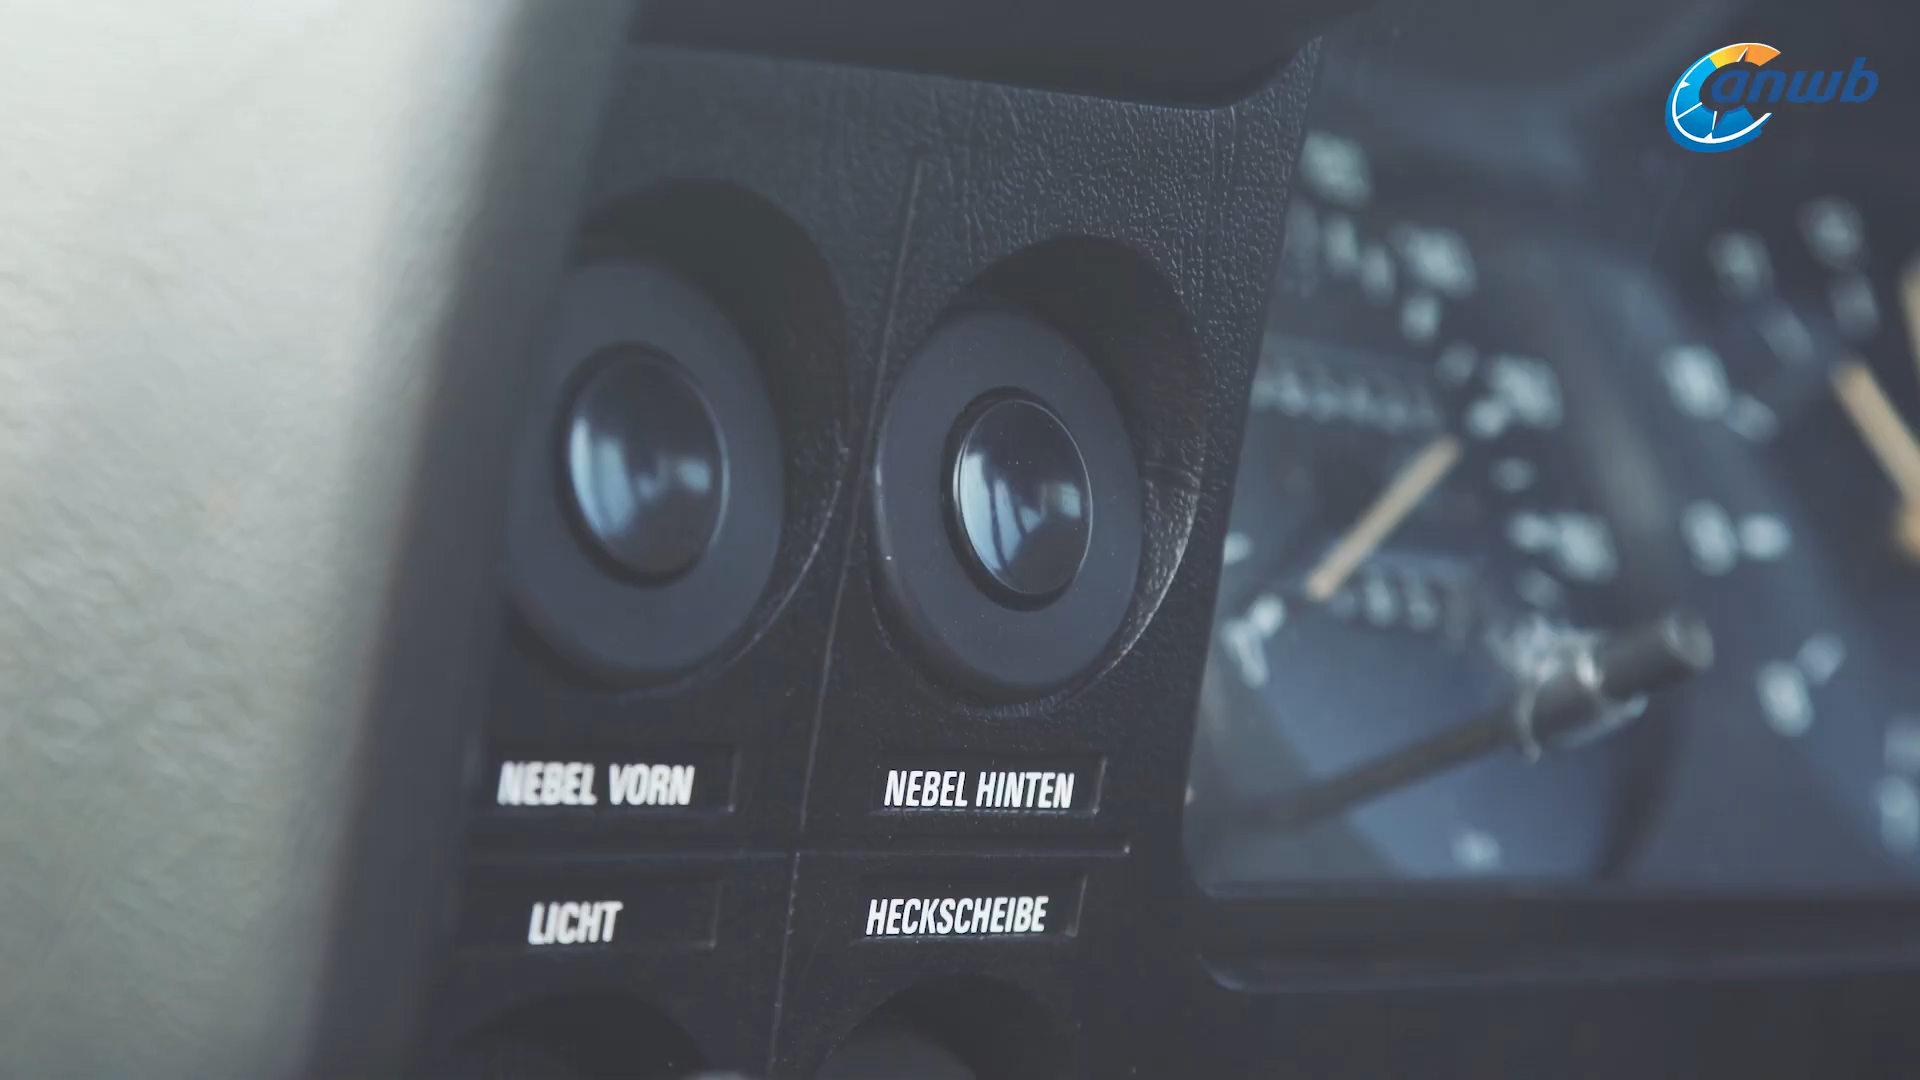 anwb
NEBEL VORN
NEBEL HINTEN
LICHT
HECKSCHEIBE